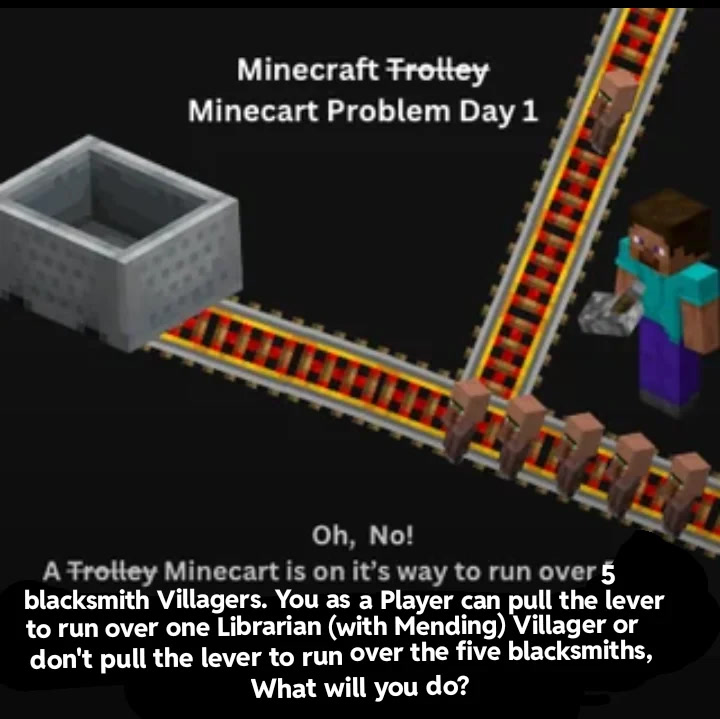 Minecraft Trolley
Minecart Problem Day 1
Oh, No!
A Trolley Minecart is on it's way to run over 5
blacksmith Villagers. You as a Player can pull the lever
to run over one Librarian (with Mending) Villager or
don't pull the lever to run over the five blacksmiths,
What will you do?